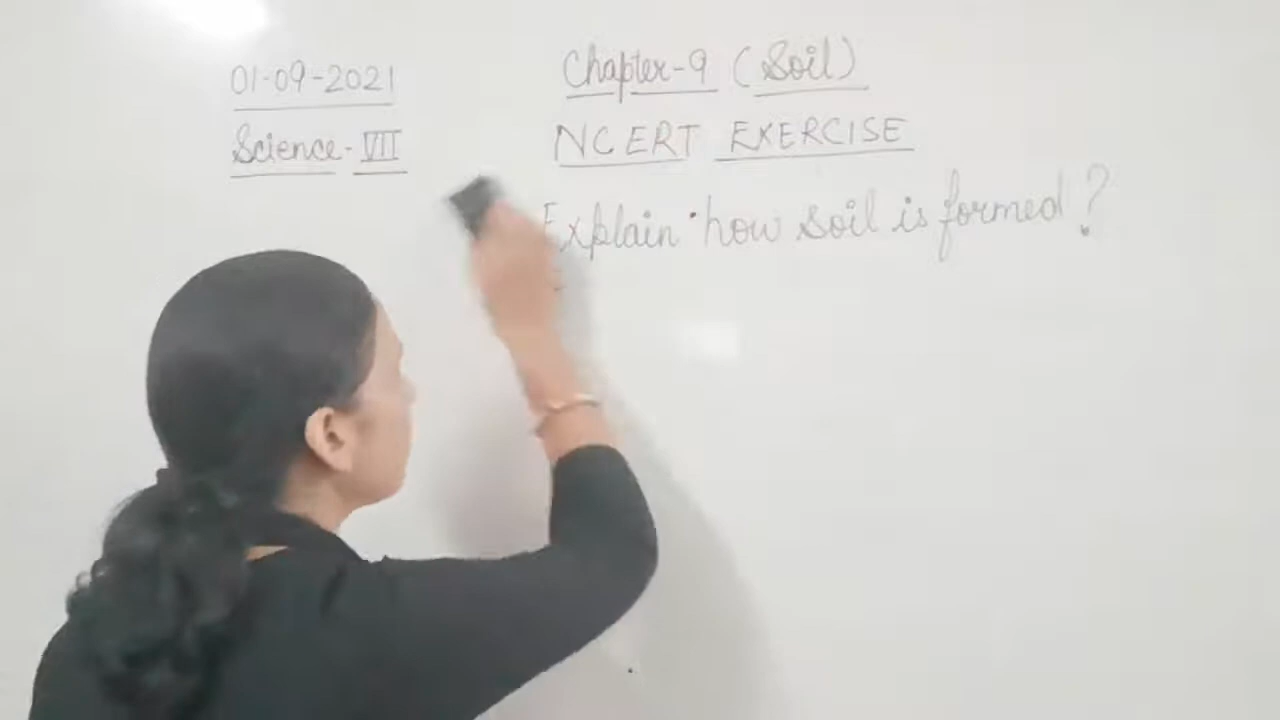 01-09-2021
Chapter-9 (Soil)
Science-VII
NCERT EXERCISE
Explain how soil is formed?